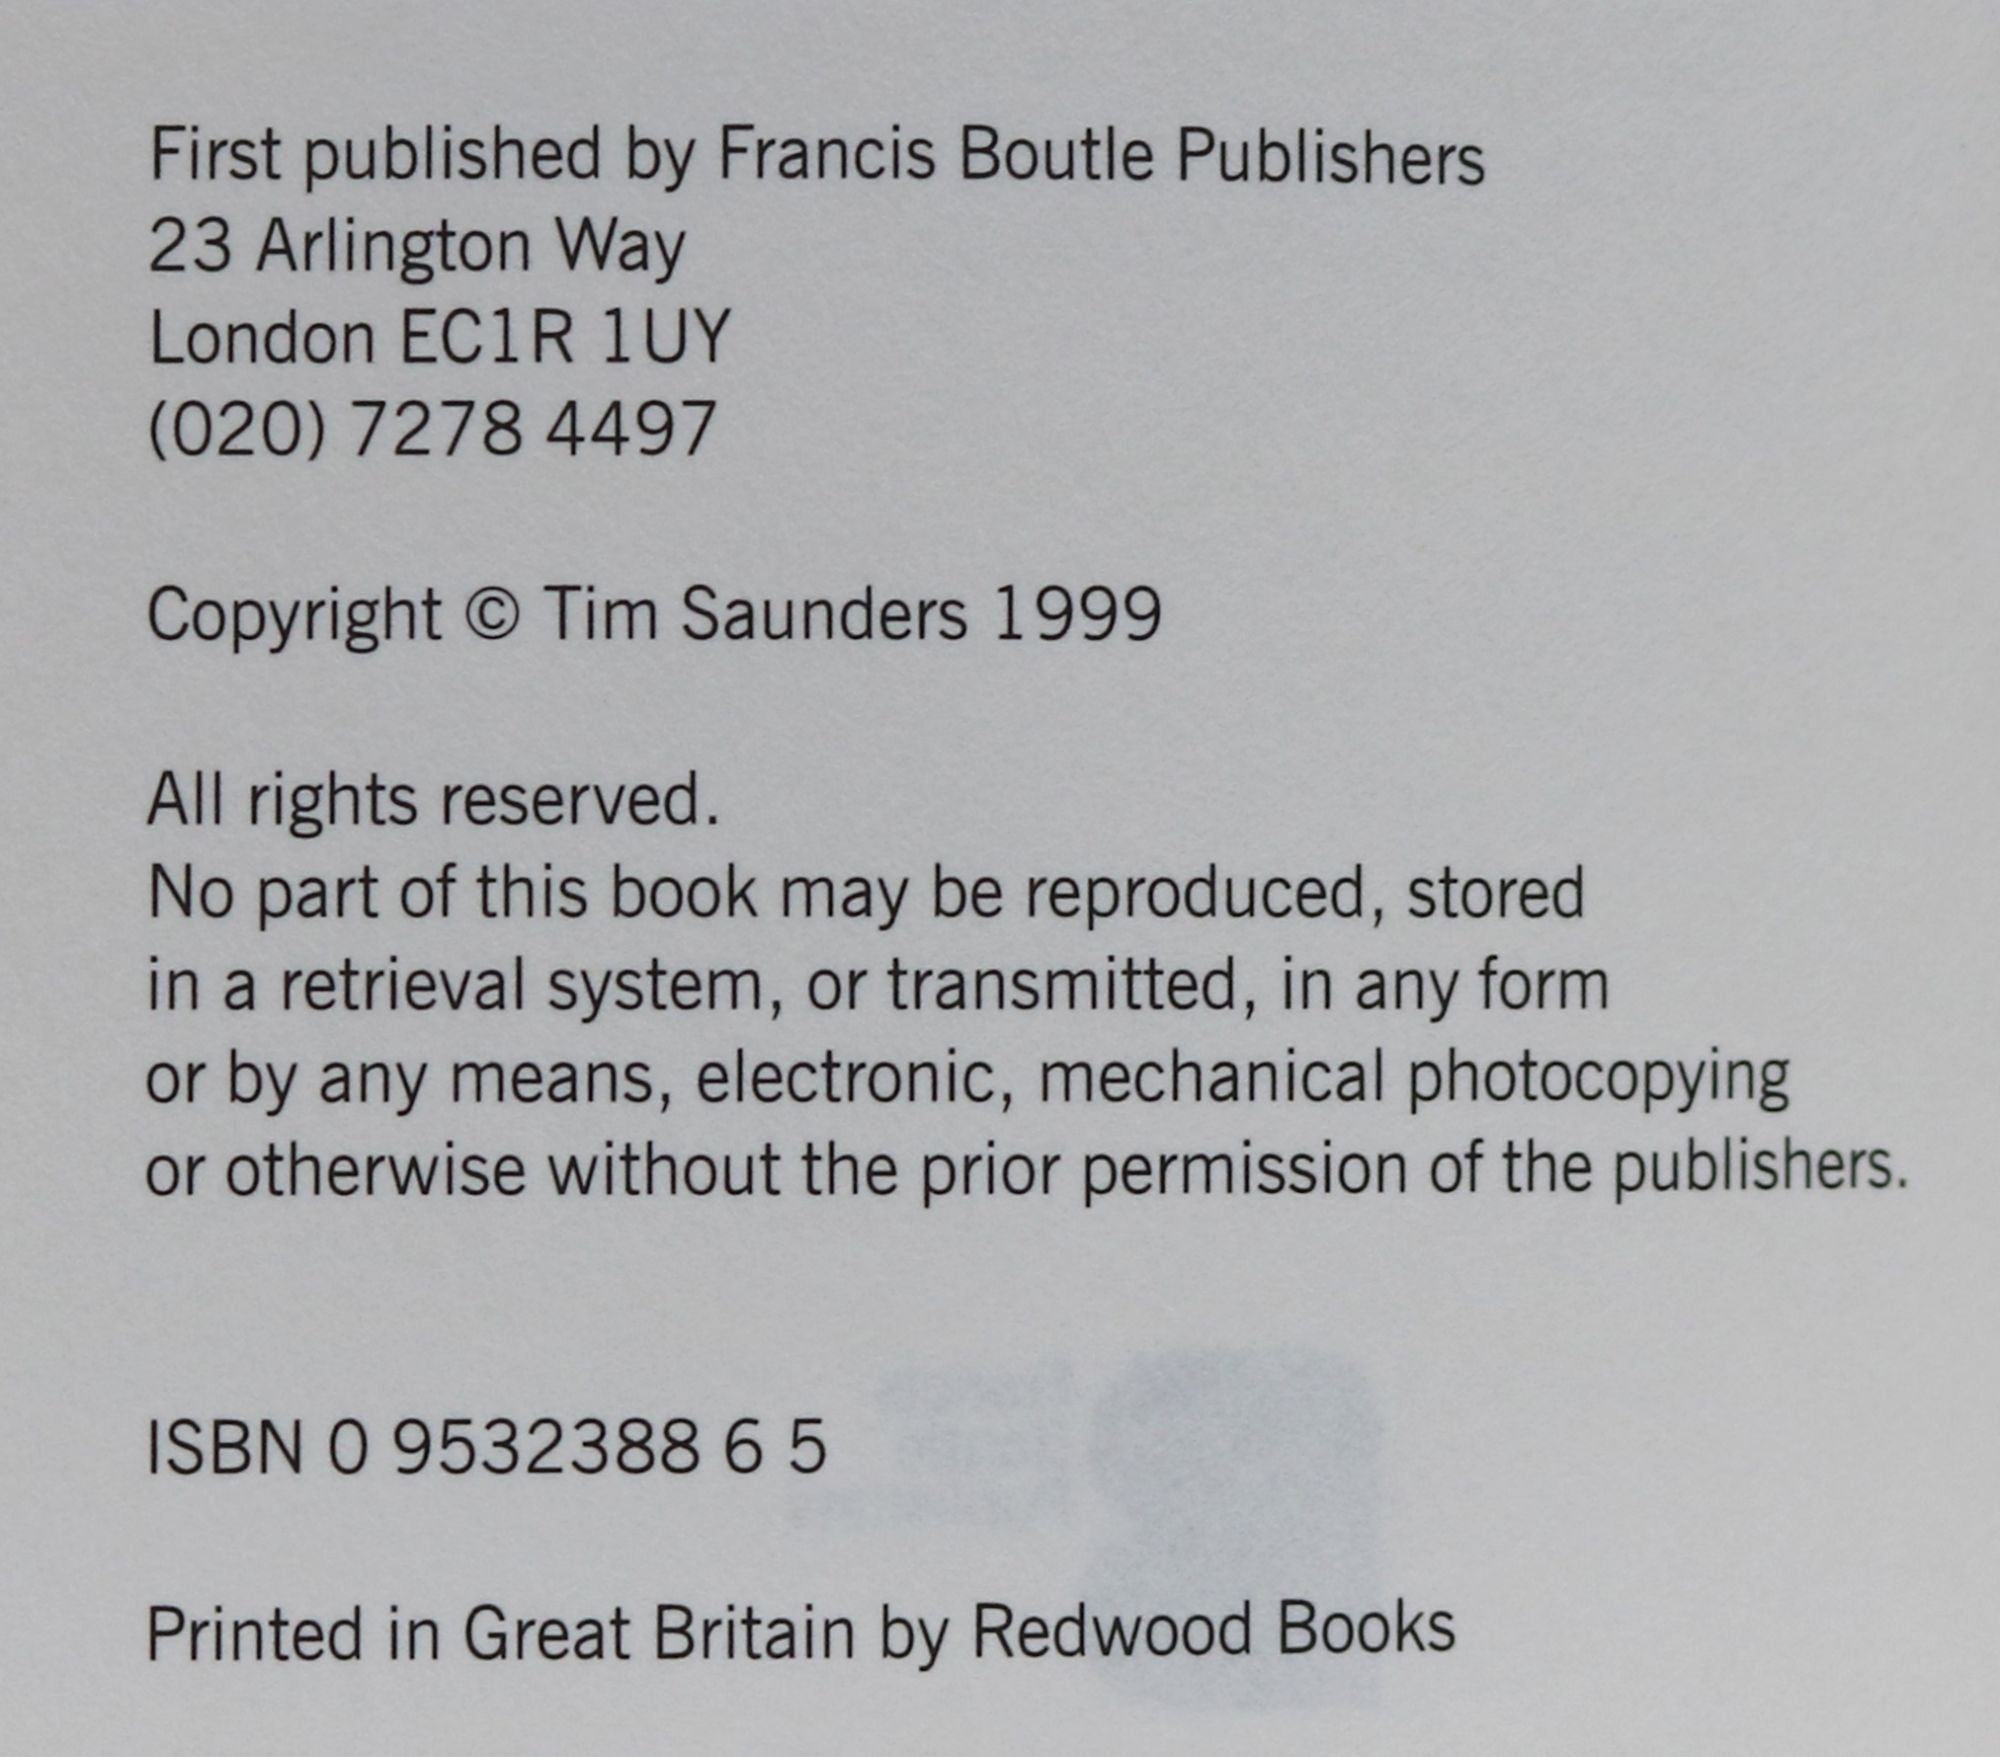 First published by Francis Boutle Publishers
23 Arlington Way
London EC1R 1UY
(020) 7278 4497
Copyright © Tim Saunders 1999
All rights reserved.
No part of this book may be reproduced, stored
in a retrieval system, or transmitted, in any form
or by any means, electronic, mechanical photocopying
or otherwise without the prior permission of the publishers.
ISBN 0 9532388 6 5
Printed in Great Britain by Redwood Books